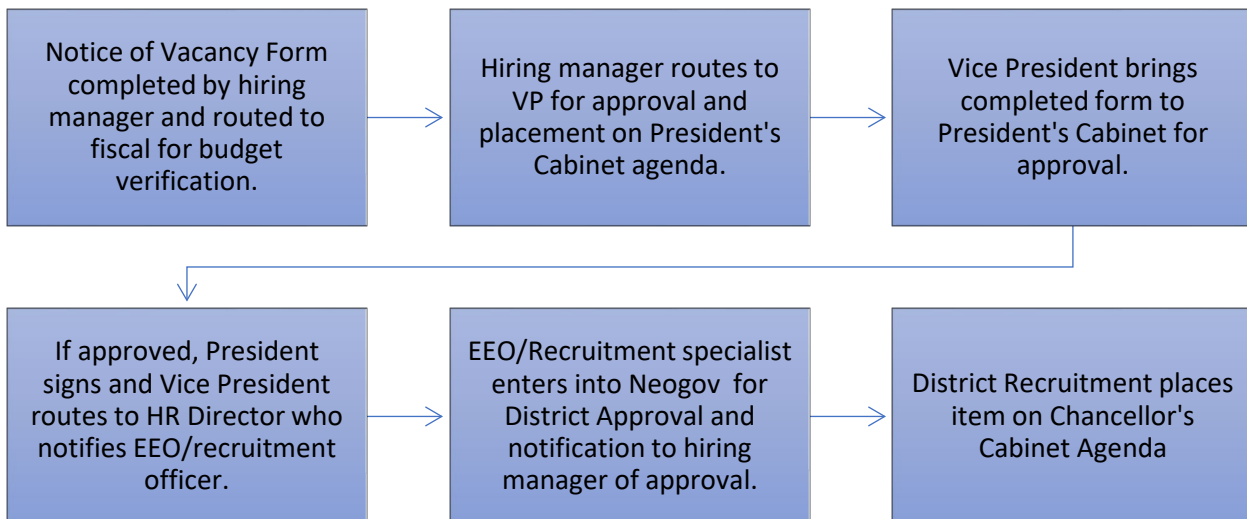 Notice of Vacancy Form
completed by hiring
manager and routed to
fiscal for budget
verification.
Hiring manager routes to
VP for approval and
placement on President's
Cabinet agenda.
Vice President brings
completed form to
President's Cabinet for
approval.
If approved, President
signs and Vice President
routes to HR Director who
notifies EEO/recruitment
officer.
EEO/Recruitment specialist
enters into Neogov  for
District Approval and
notification to hiring
manager of approval.
District Recruitment places
item on Chancellor's
Cabinet Agenda